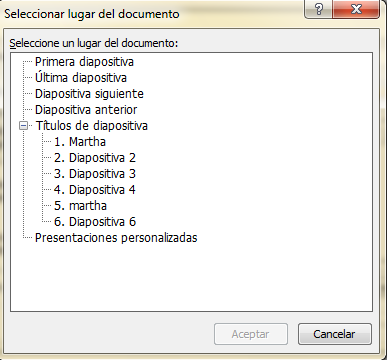 Seleccionar lugar del documento
Seleccione un lugar del documento:
Primera diapositiva
Última diapositiva
Diapositiva siguiente
Diapositiva anterior
Títulos de diapositiva
1. Martha
2. Diapositiva 2
3. Diapositiva 3
4. Diapositiva 4
5. martha
6. Diapositiva 6
Presentaciones personalizadas
Aceptar Cancelar